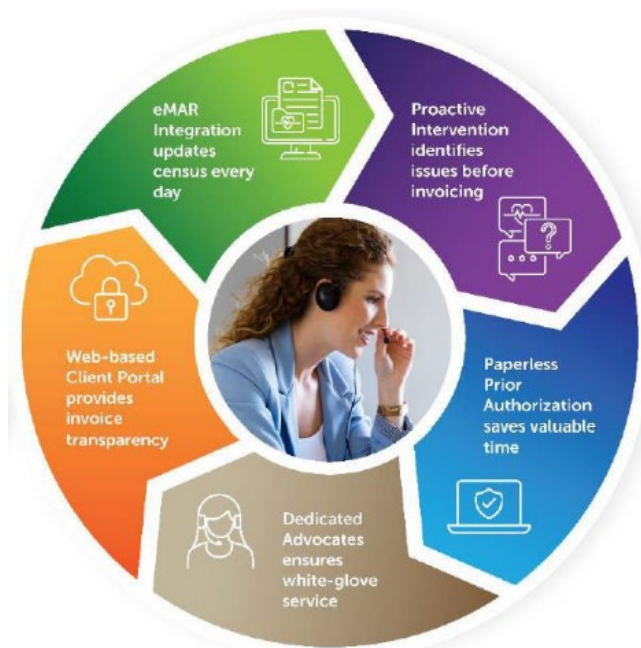 eMAR
Integration
updates
census every
day
Proactive
Intervention
identifies
issues before
invoicing
Paperless
Prior
Authorization
saves valuable
time
Dedicated
Advocates
ensures
white-glove
service
Web-based
Client Portal
provides
invoice
transparency